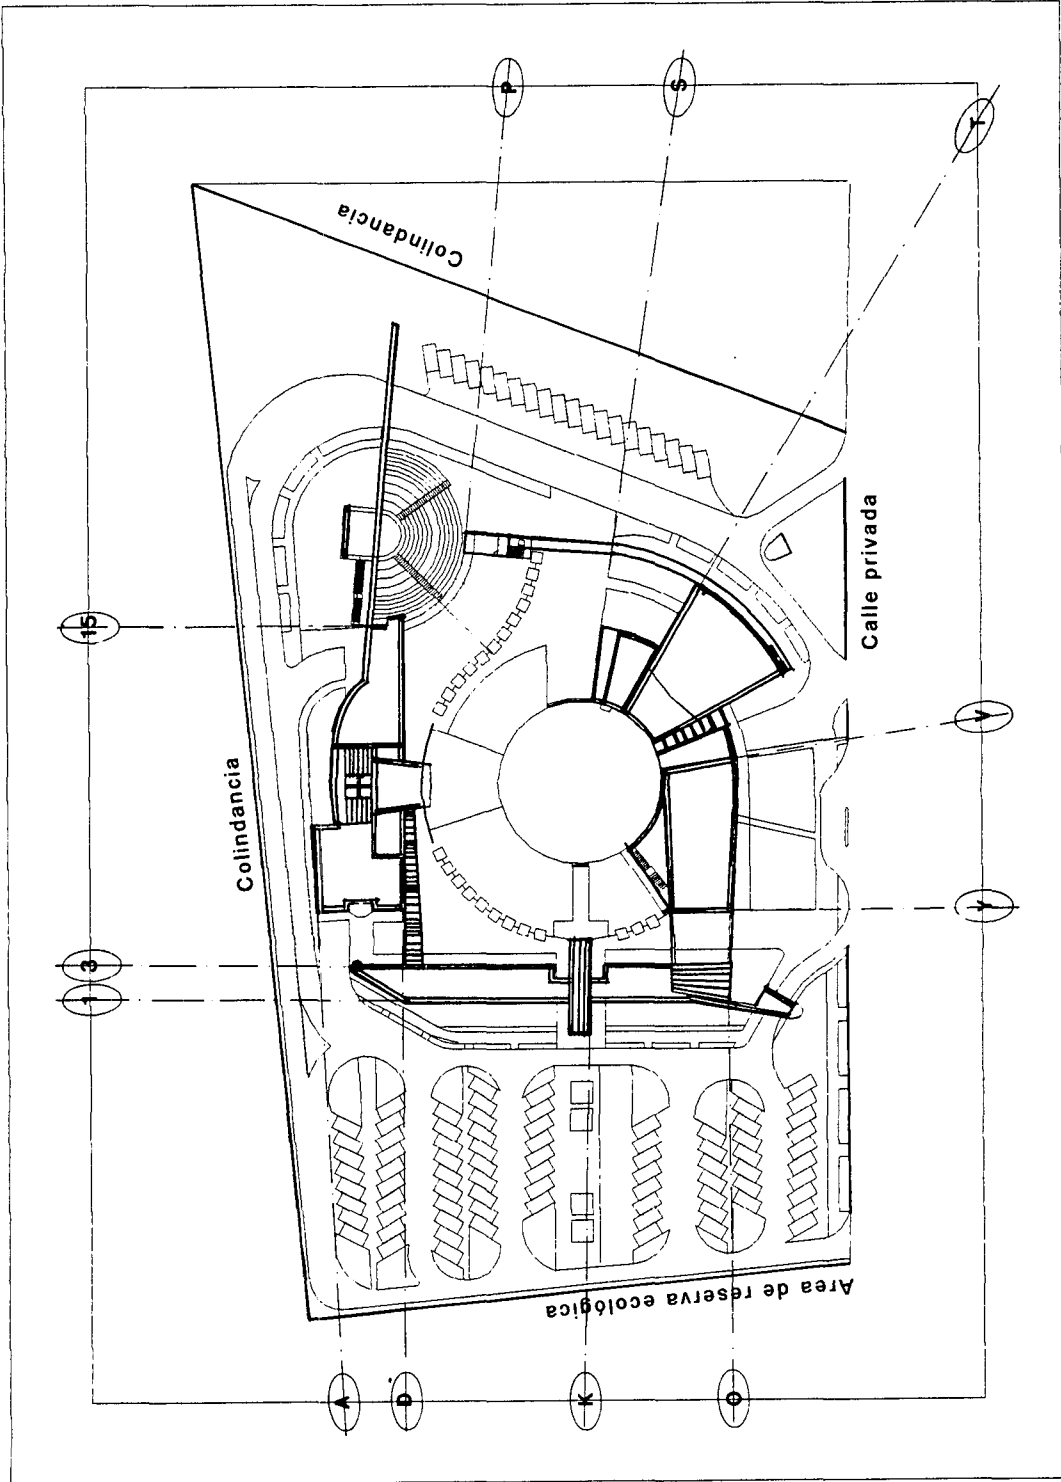 P
S
T
Colindancia
15
Calle privada
Colindancia
V
Y
3
1
Area de reserva ecológica
A
D
K
O